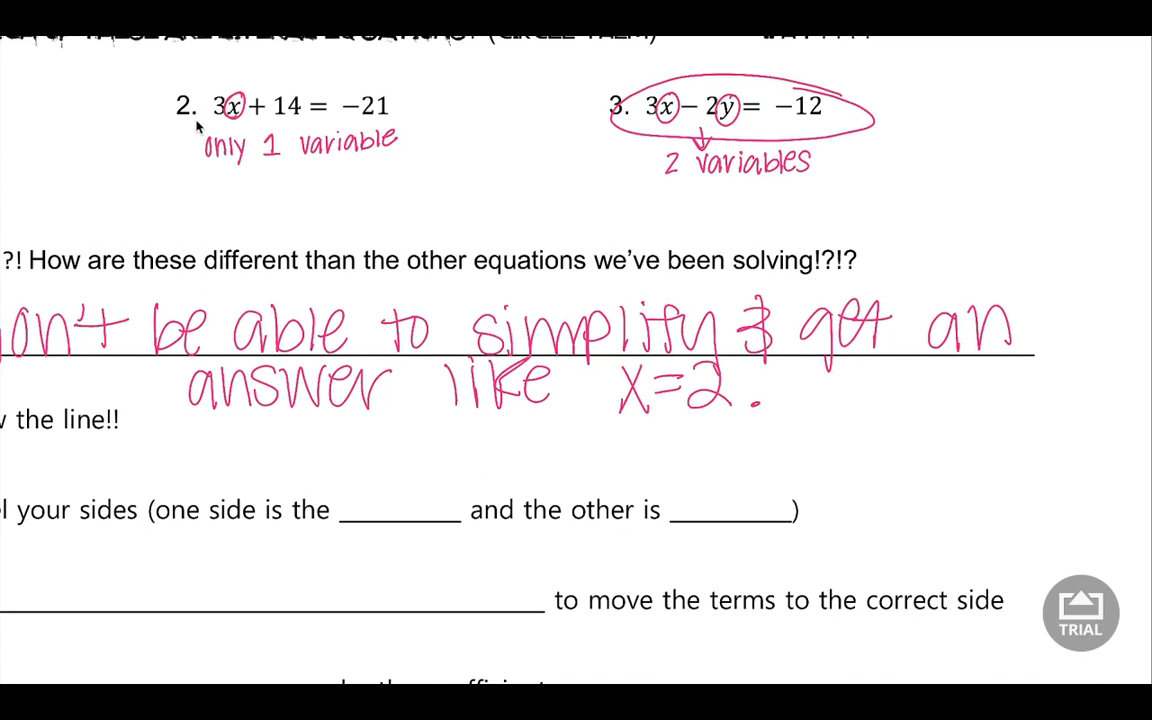 2. 3x + 14 = −21 3. 3x − 2y = −12
only 1 variable 2 variables
?! How are these different than the other equations we've been solving!?!?
be able to simplify & get an
answer like x=2.
the line!!
your sides (one side is the ________ and the other is ________)
to move the terms to the correct side
TRIAL